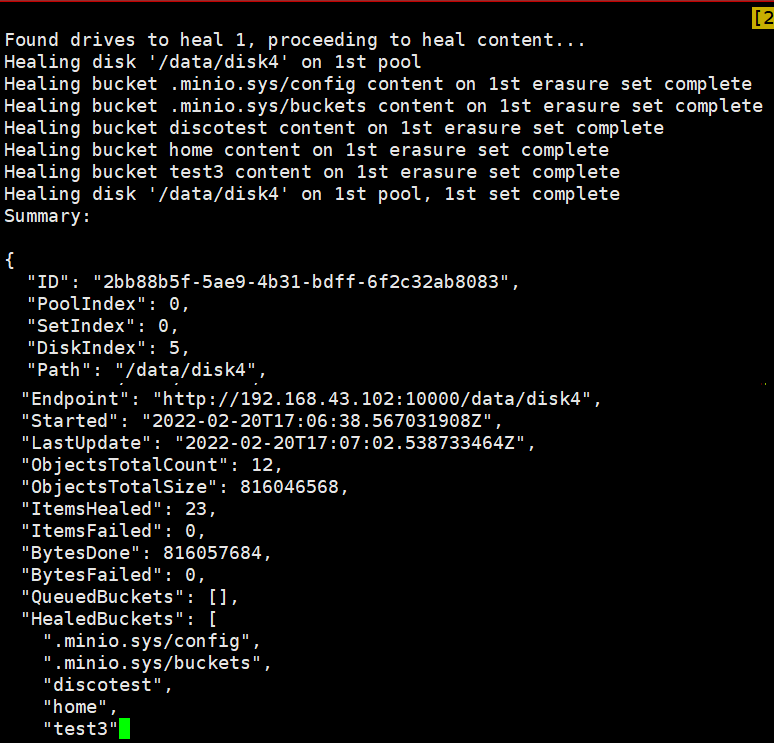 [2
Found drives to heal 1, proceeding to heal content...
Healing disk '/data/disk4' on 1st pool
Healing bucket .minio.sys/config content on 1st erasure set complete
Healing bucket .minio.sys/buckets content on 1st erasure set complete
Healing bucket discotest content on 1st erasure set complete
Healing bucket home content on 1st erasure set complete
Healing bucket test3 content on 1st erasure set complete
Healing disk '/data/disk4' on 1st pool, 1st set complete
Summary:
{
  "ID": "2bb88b5f-5ae9-4b31-bdff-6f2c32ab8083",
  "PoolIndex": 0,
  "SetIndex": 0,
  "DiskIndex": 5,
  "Path": "/data/disk4",
  "Endpoint": "http://192.168.43.102:10000/data/disk4",
  "Started": "2022-02-20T17:06:38.567031908Z",
  "LastUpdate": "2022-02-20T17:07:02.538733464Z",
  "ObjectsTotalCount": 12,
  "ObjectsTotalSize": 816046568,
  "ItemsHealed": 23,
  "ItemsFailed": 0,
  "BytesDone": 816057684,
  "BytesFailed": 0,
  "QueuedBuckets": [],
  "HealedBuckets": [
    ".minio.sys/config",
    ".minio.sys/buckets",
    "discotest",
    "home",
    "test3"